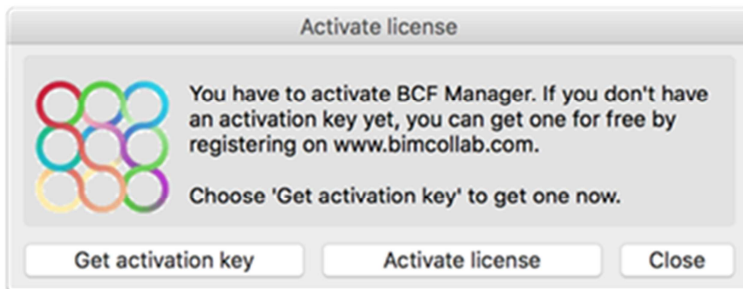 Activate license
You have to activate BCF Manager. If you don't have
an activation key yet, you can get one for free by
registering on www.bimcollab.com.
Choose 'Get activation key' to get one now.
Get activation key
Activate license
Close